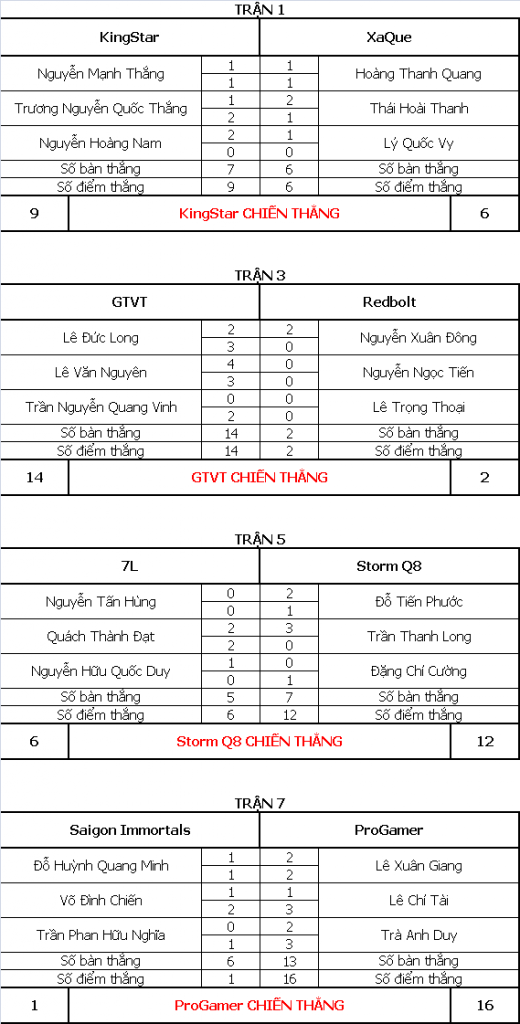 TRẬN 1
KingStar XaQue
Nguyễn Mạnh Thắng 1 1 Hoàng Thanh Quang
1 1
Trương Nguyễn Quốc Thắng 1 2 Thái Hoài Thanh
2 1
Nguyễn Hoàng Nam 2 1 Lý Quốc Vy
0 0
Số bàn thắng 7 6 Số bàn thắng
Số điểm thắng 9 6 Số điểm thắng
9 KingStar CHIẾN THẮNG 6
TRẬN 3
GTVT Redbolt
Lê Đức Long 2 2 Nguyễn Xuân Đông
3 0
Lê Văn Nguyên 4 0 Nguyễn Ngọc Tiến
3 0
Trần Nguyễn Quang Vinh 0 0 Lê Trọng Thoại
2 0
Số bàn thắng 14 2 Số bàn thắng
Số điểm thắng 14 2 Số điểm thắng
14 GTVT CHIẾN THẮNG 2
TRẬN 5
7L Storm Q8
Nguyễn Tấn Hùng 0 2 Đỗ Tiến Phước
0 1
Quách Thành Đạt 2 3 Trần Thanh Long
2 0
Nguyễn Hữu Quốc Duy 1 0 Đặng Chí Cường
0 1
Số bàn thắng 5 7 Số bàn thắng
Số điểm thắng 6 12 Số điểm thắng
6 Storm Q8 CHIẾN THẮNG 12
TRẬN 7
Saigon Immortals ProGamer
Đỗ Huỳnh Quang Minh 1 2 Lê Xuân Giang
1 2
Võ Đình Chiến 1 1 Lê Chí Tài
2 3
Trần Phan Hữu Nghĩa 0 2 Trà Anh Duy
1 3
Số bàn thắng 6 13 Số bàn thắng
Số điểm thắng 1 16 Số điểm thắng
1 ProGamer CHIẾN THẮNG 16